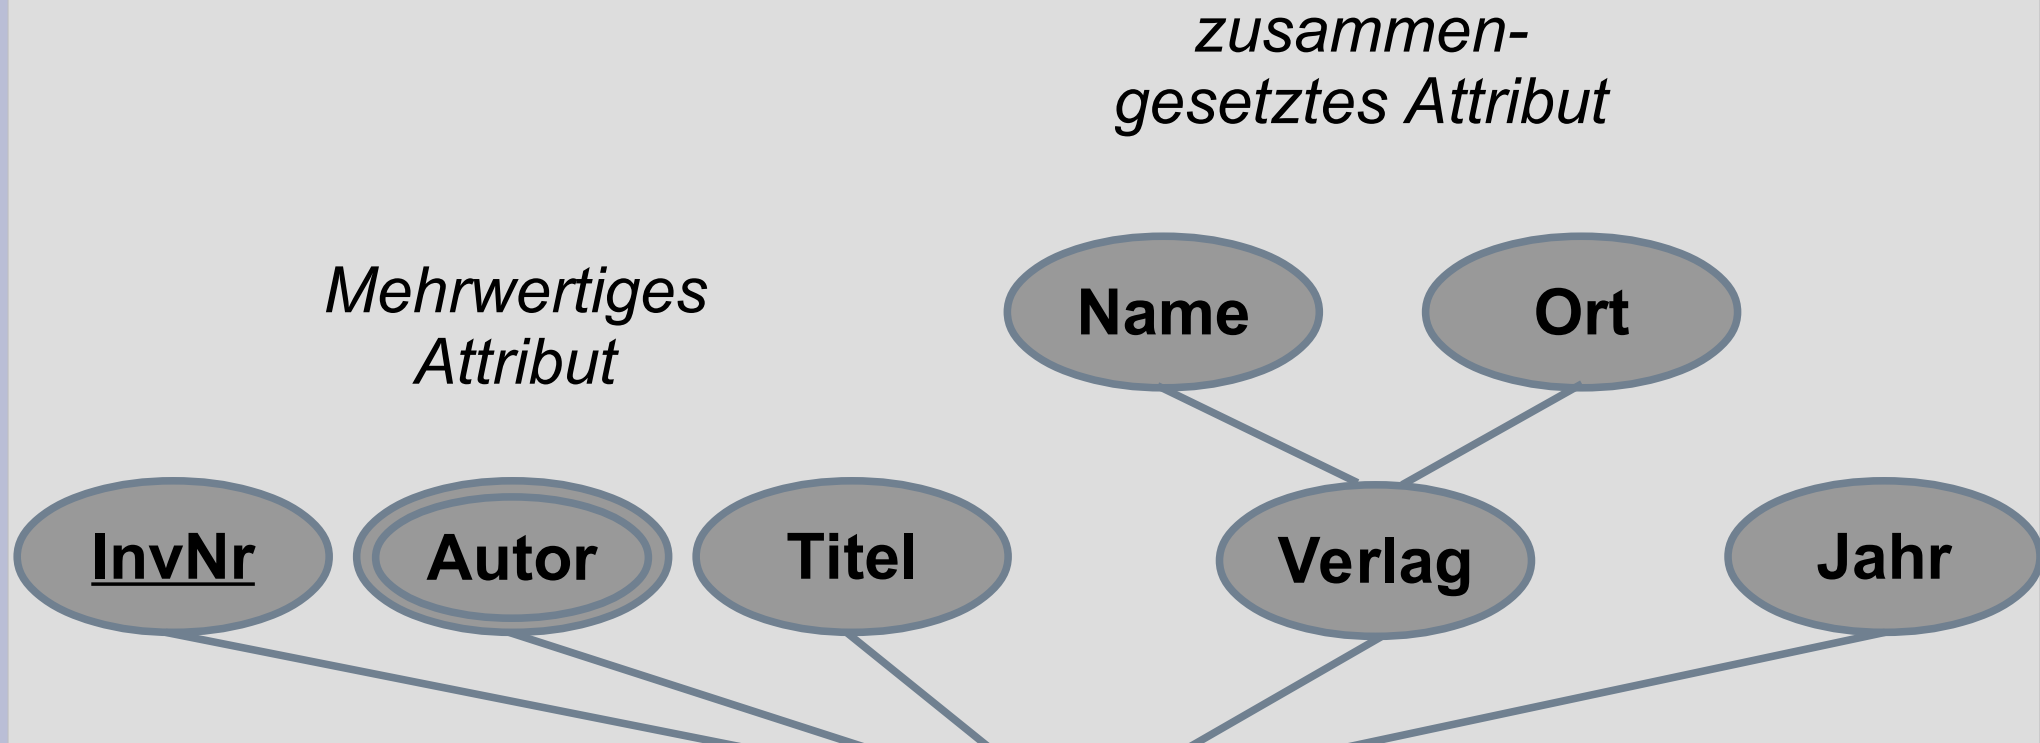 zusammen-
gesetztes Attribut
Mehrwertiges
Attribut
Name
Ort
InvNr
Autor
Titel
Verlag
Jahr